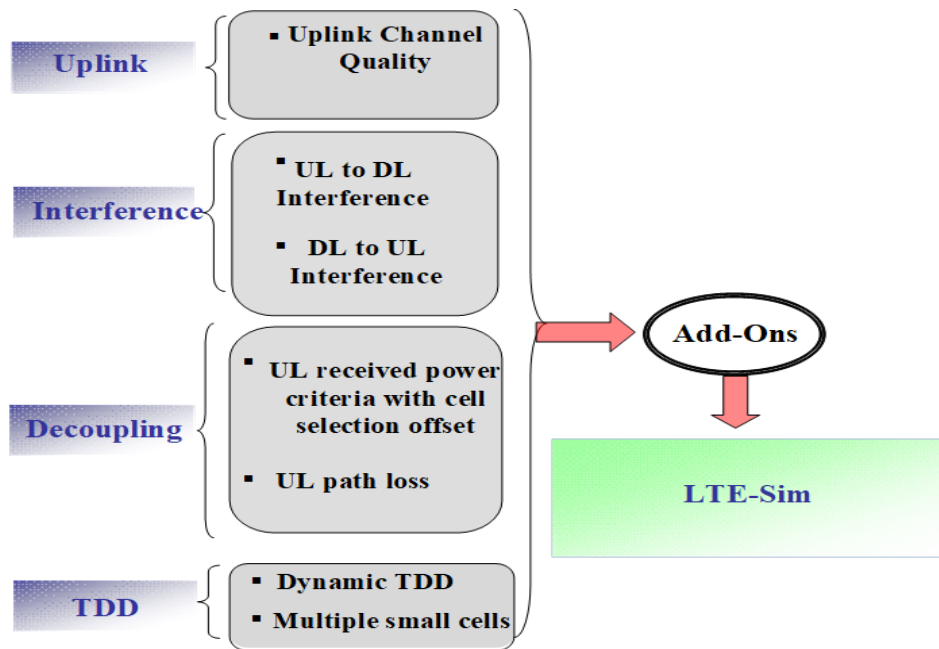 Uplink
▪ Uplink Channel
Quality
Interference
▪ UL to DL
Interference
▪ DL to UL
Interference
Decoupling
▪ UL received power
criteria with cell
selection offset
▪ UL path loss
TDD
▪ Dynamic TDD
▪ Multiple small cells
Add-Ons
LTE-Sim